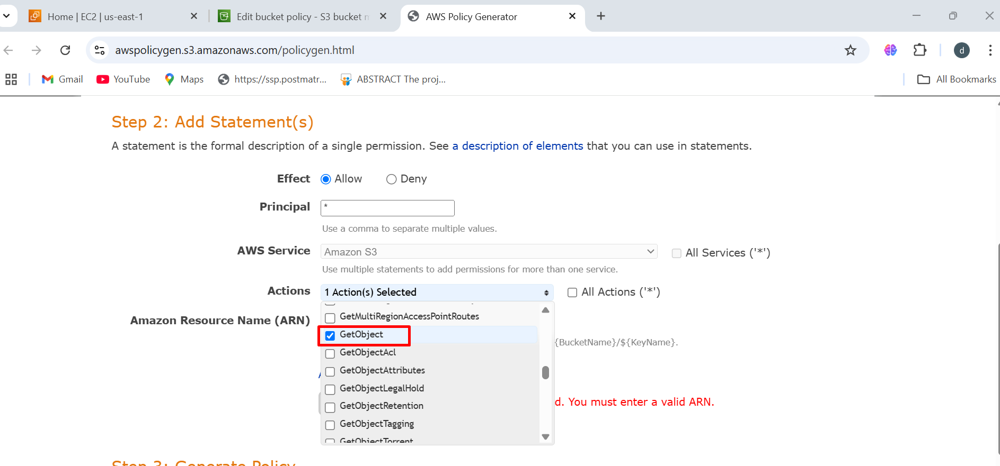 Home | EC2 | us-east-1
Edit bucket policy - S3 bucket
AWS Policy Generator
awspolicygen.s3.amazonaws.com/policygen.html
d
Gmail
YouTube
Maps
https://ssp.postmatr...
ABSTRACT The proj...
All Bookmarks
Step 2: Add Statement(s)
A statement is the formal description of a single permission. See a description of elements that you can use in statements.
Effect Allow Deny
Principal *
Use a comma to separate multiple values.
AWS Service Amazon S3 All Services ('*')
Use multiple statements to add permissions for more than one service.
Actions 1 Action(s) Selected All Actions ('*')
GetMultiRegionAccessPointRoutes
Amazon Resource Name (ARN)
GetObject
{BucketName}/${KeyName}.
GetObjectAcl
GetObjectAttributes
GetObjectLegalHold
d. You must enter a valid ARN.
GetObjectRetention
GetObjectTagging
GetObjectTorrent
Step 3: Generate Policy